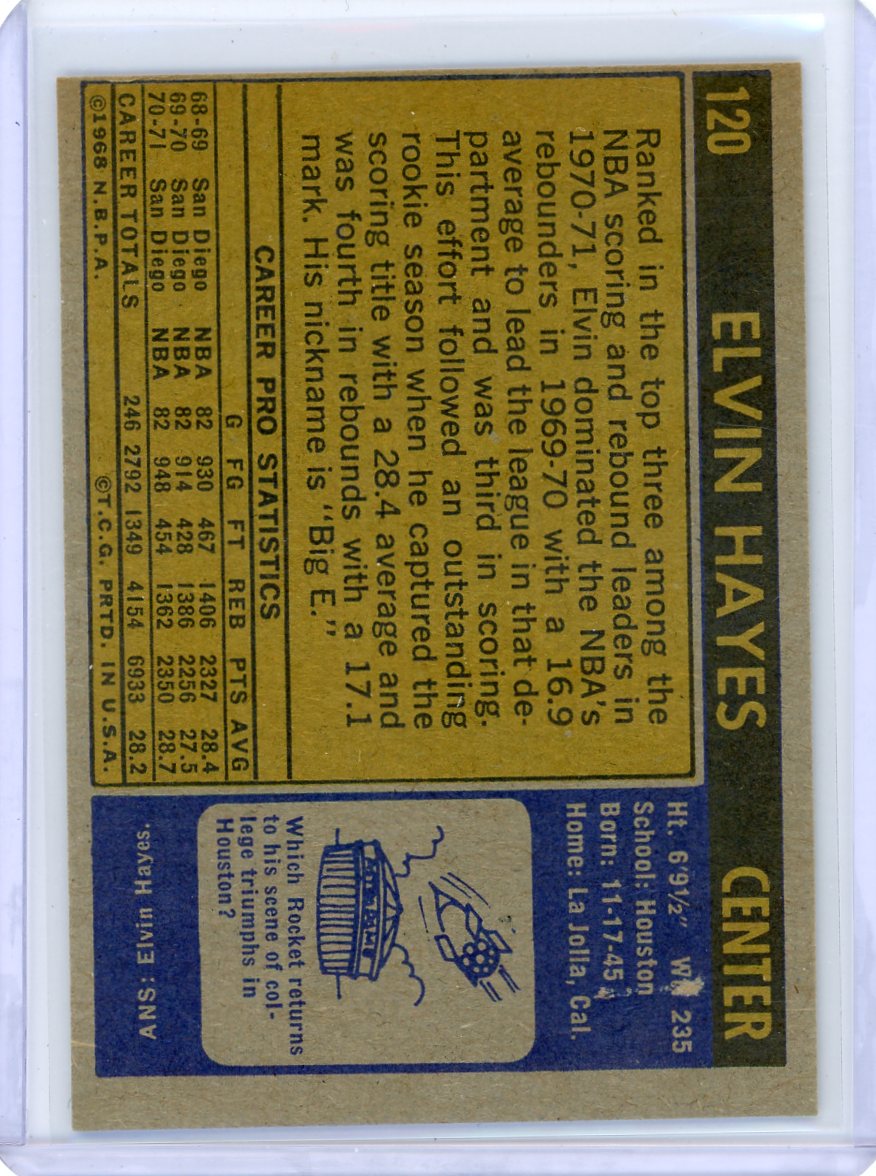 120 ELVIN HAYES CENTER
Ranked in the top three among the
NBA scoring and rebound leaders in
1970-71, Elvin dominated the NBA's
rebounders in 1969-70 with a 16.9
average to lead the league in that de-
partment and was third in scoring.
This effort followed an outstanding
rookie season when he captured the
scoring title with a 28.4 average and
was fourth in rebounds with a 17.1
mark. His nickname is "Big E."
CAREER PRO STATISTICS
G FG FT REB PTS AVG
68-69 San Diego NBA 82 930 467 1406 2327 28.4
69-70 San Diego NBA 82 914 428 1386 2256 27.5
70-71 San Diego NBA 82 948 454 1362 2350 28.7
CAREER TOTALS 246 2792 1349 4154 6933 28.2
©1968 N.B.P.A. ©T.C.G. PRTD. IN U.S.A.
Ht. 6'9½" 235
School: Houston
Born: 11-17-45
Home: La Jolla, Cal.
Which Rocket returns
to his scene of col-
lege triumphs in
Houston?
ANS: Elvin Hayes.